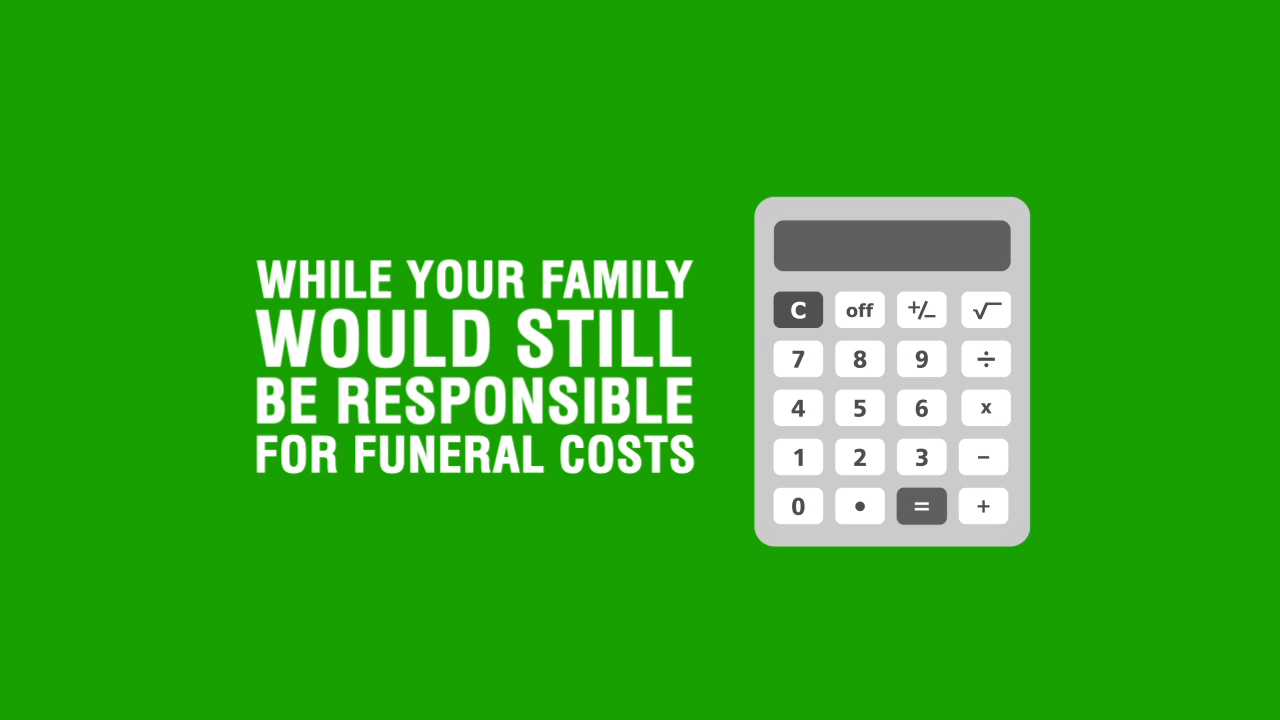 WHILE YOUR FAMILY
WOULD STILL
BE RESPONSIBLE
FOR FUNERAL COSTS
C off +/− √
7 8 9 ÷
4 5 6 x
1 2 3 −
0 • = +